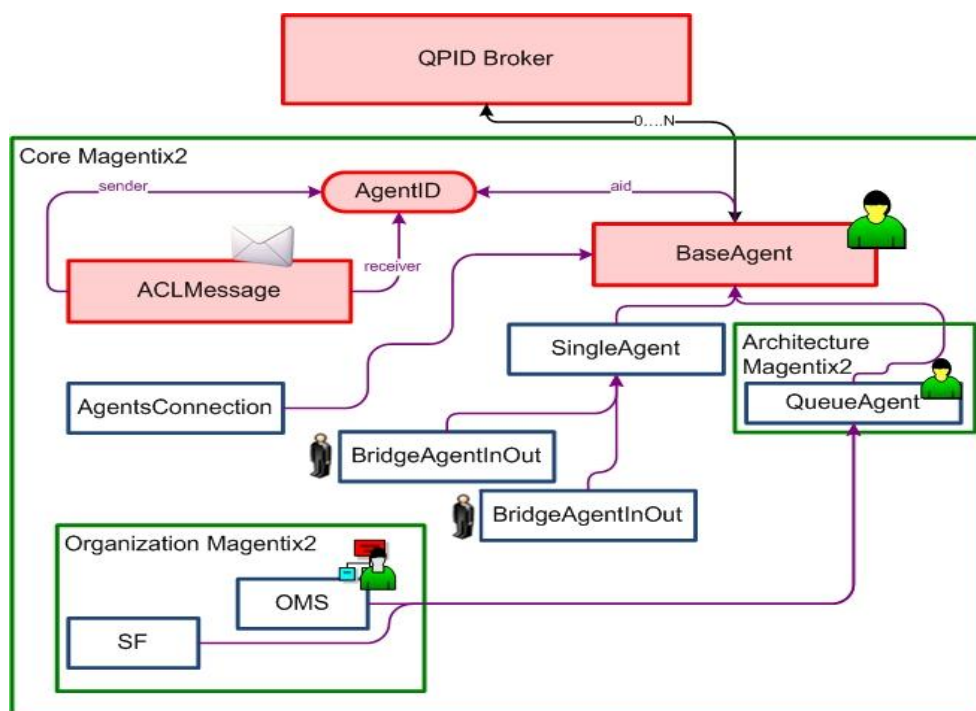 QPID Broker
0....N
Core Magentix2
sender
AgentID
aid
BaseAgent
ACLMessage
receiver
SingleAgent
Architecture
Magentix2
AgentsConnection
QueueAgent
BridgeAgentInOut
BridgeAgentInOut
Organization Magentix2
OMS
SF